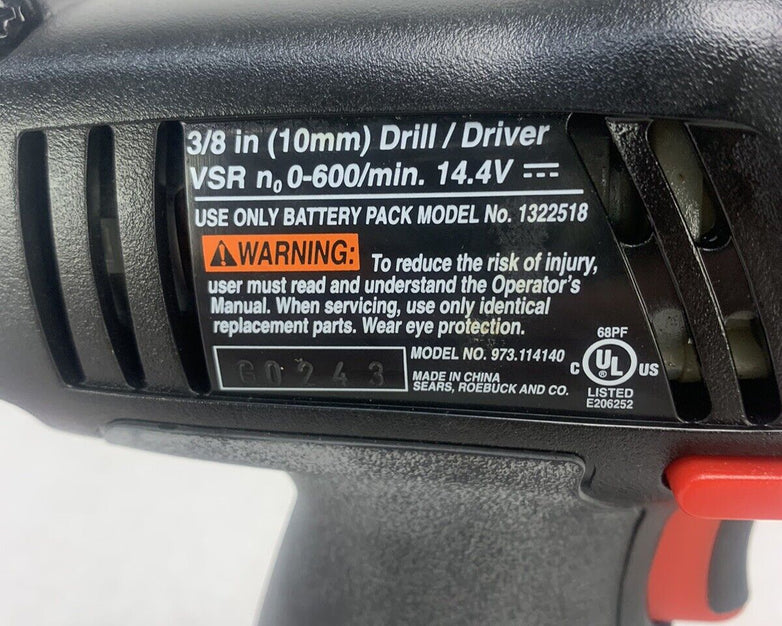 3/8 in (10mm) Drill / Driver
VSR n₀ 0-600/min. 14.4V ⎓
USE ONLY BATTERY PACK MODEL No. 1322518
⚠WARNING: To reduce the risk of injury,
user must read and understand the Operator's
Manual. When servicing, use only identical
replacement parts. Wear eye protection.
G0243
MODEL NO. 973.114140
MADE IN CHINA
SEARS, ROEBUCK AND CO.
68PF
C UL US
LISTED
E206252